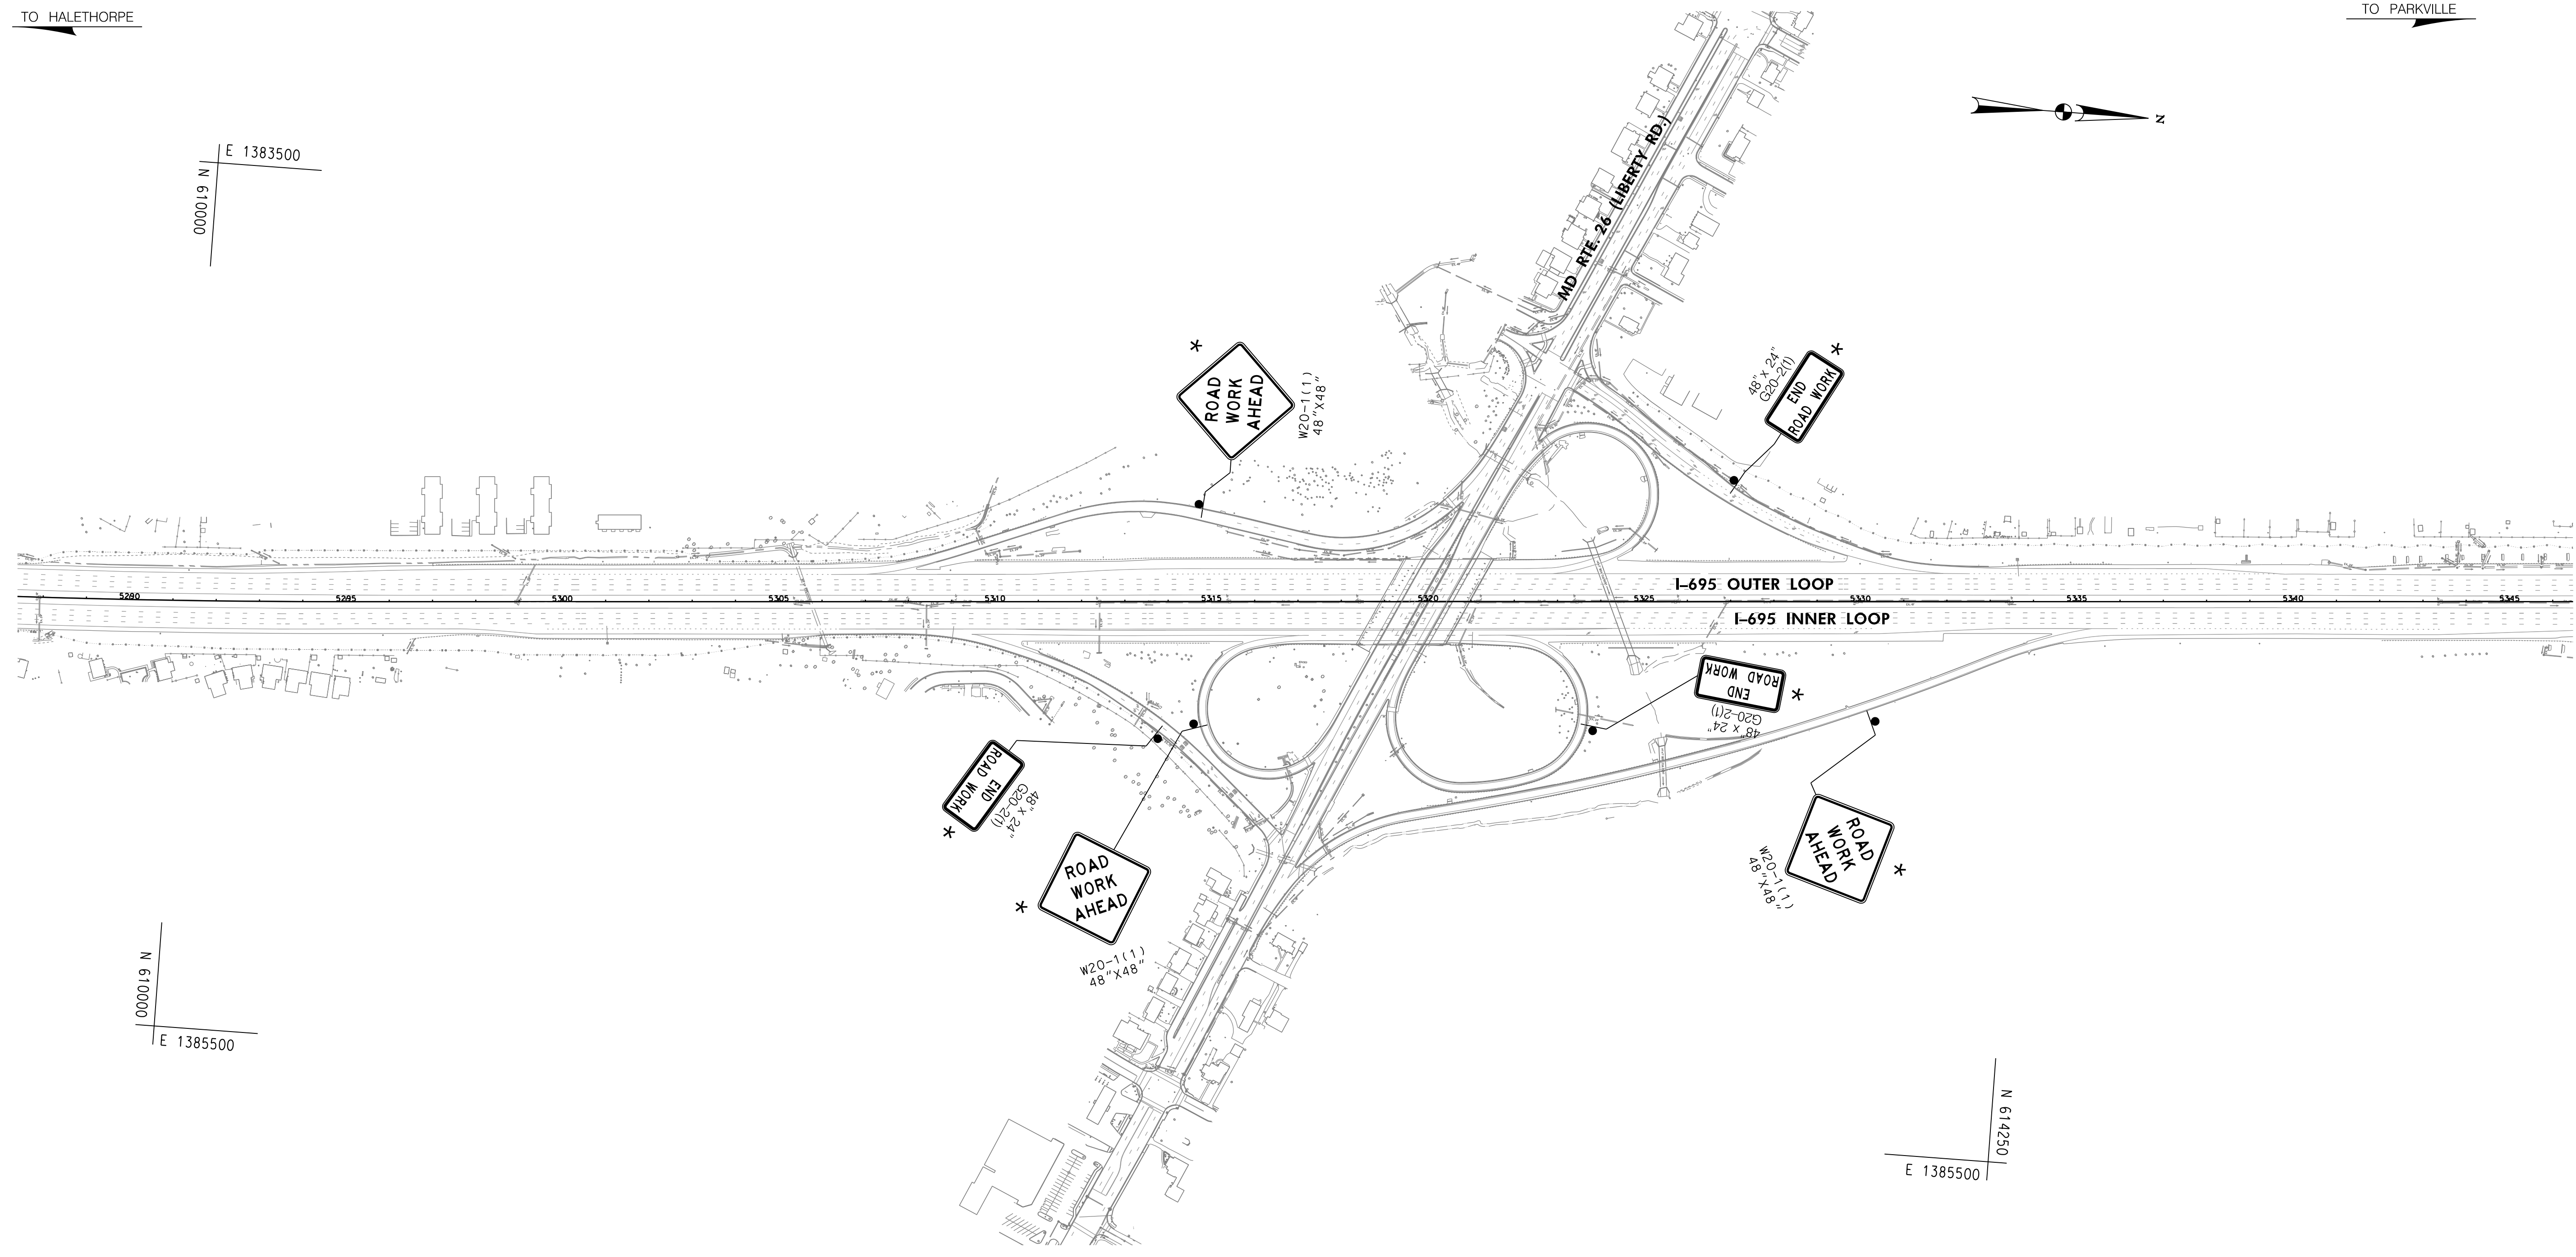 TO HALETHORPE
TO PARKVILLE
E 1383500
N 610000
N
MD RTE. 26 (LIBERTY RD.)
ROAD
WORK
AHEAD
W20-1(1)
48"X48"
48" X 24"
G20-2(1)
END
ROAD WORK
I-695 OUTER LOOP
5290
5295
5300
5305
5310
5315
5320
5325
5330
5335
5340
5345
I-695 INNER LOOP
END
ROAD WORK
G20-2(1)
48" X 24"
END
ROAD WORK
G20-2(1)
48" X 24"
ROAD
WORK
AHEAD
W20-1(1)
48"X48"
ROAD
WORK
AHEAD
W20-1(1)
48"X48"
N 610000
E 1385500
N 614250
E 1385500